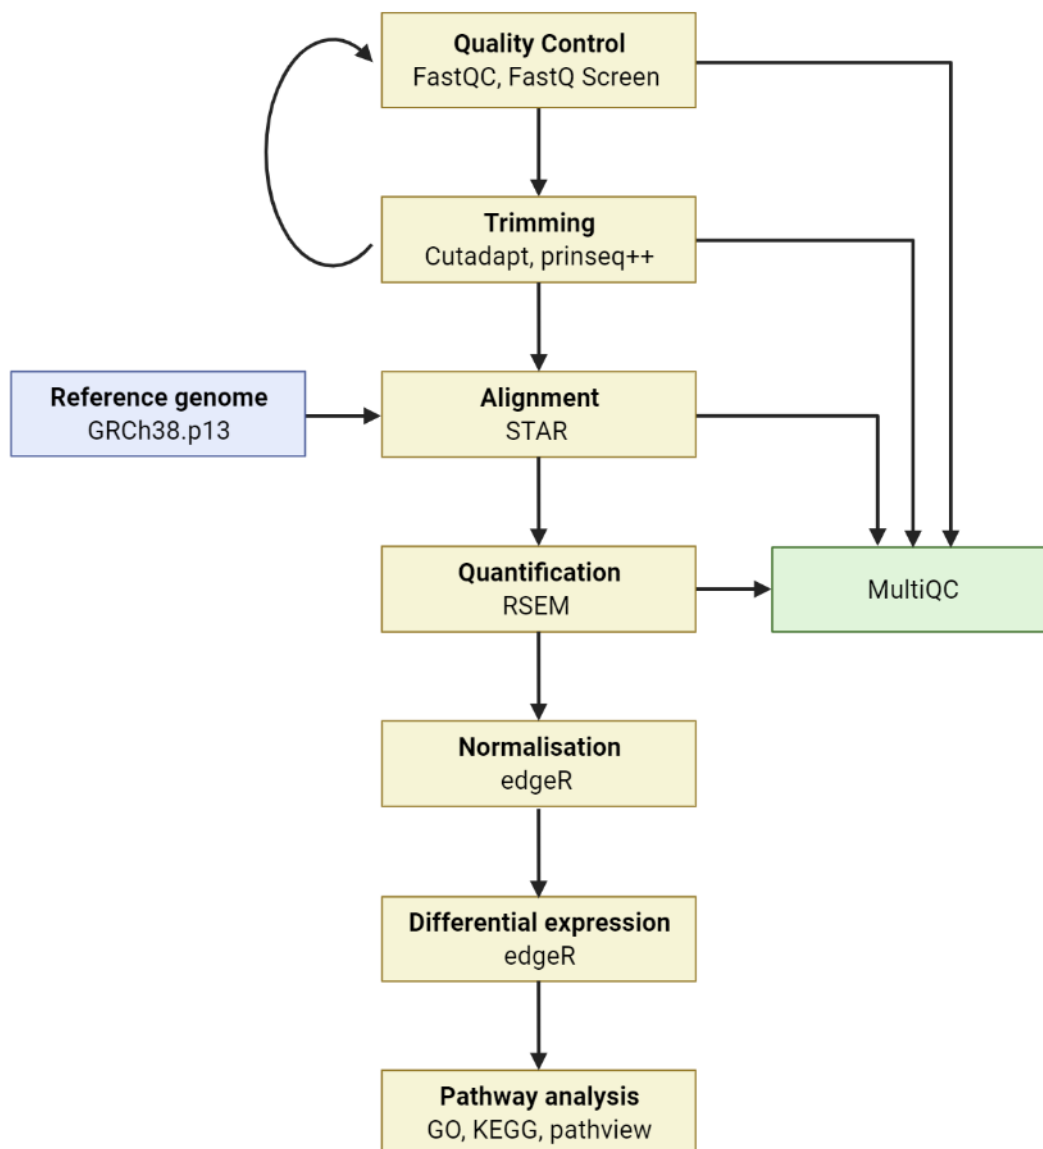 Quality Control
FastQC, FastQ Screen
Trimming
Cutadapt, prinseq++
Reference genome
GRCh38.p13
Alignment
STAR
Quantification
RSEM
MultiQC
Normalisation
edgeR
Differential expression
edgeR
Pathway analysis
GO, KEGG, pathview